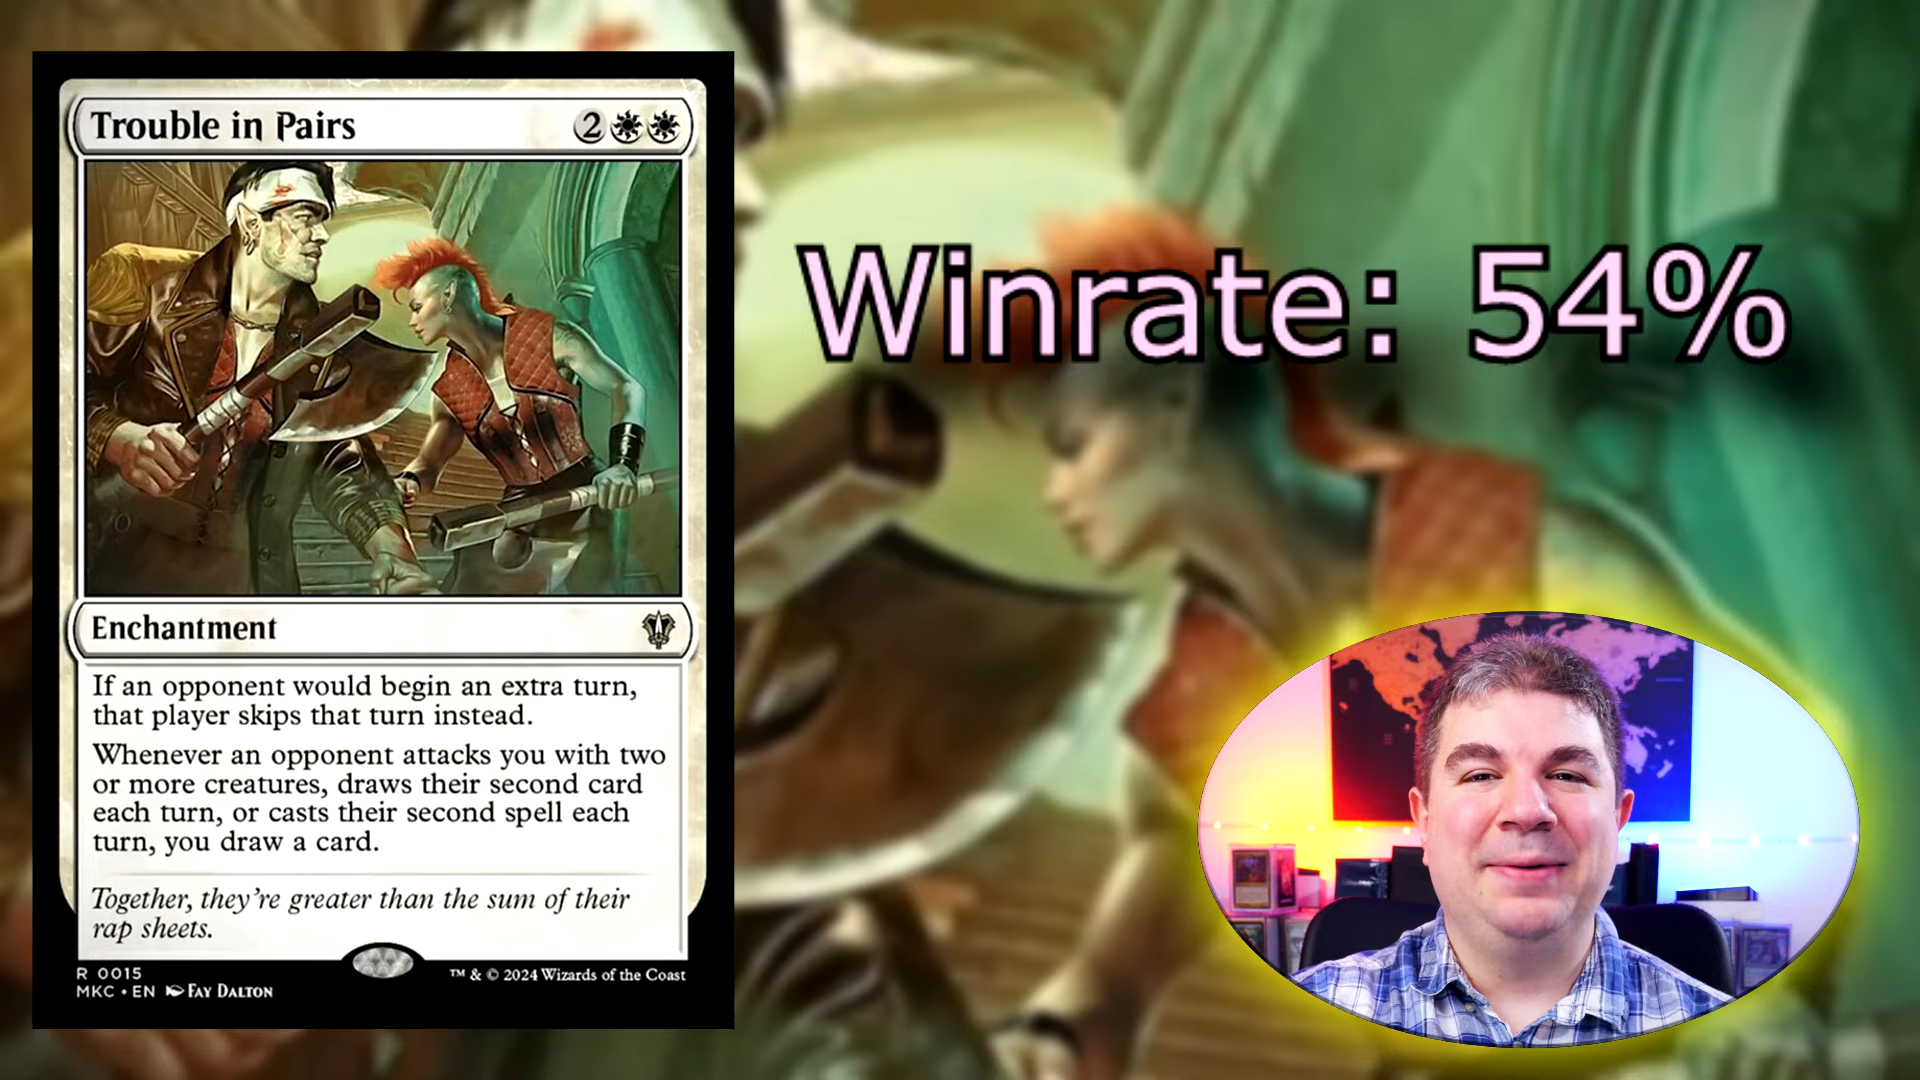 Trouble in Pairs 2
Winrate: 54%
Enchantment
If an opponent would begin an extra turn,
that player skips that turn instead.
Whenever an opponent attacks you with two
or more creatures, draws their second card
each turn, or casts their second spell each
turn, you draw a card.
Together, they're greater than the sum of their
rap sheets.
R 0015
MKC • EN FAY DALTON
™ & © 2024 Wizards of the Coast